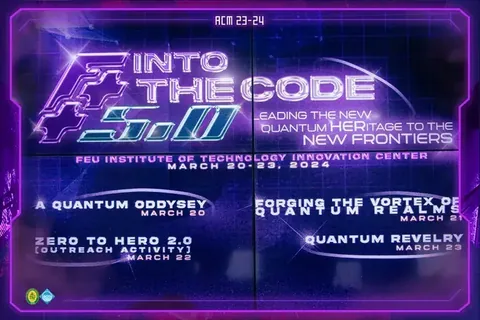 ACM 23-24
F++
INTO
THE CODE
5.0
LEADING THE NEW
QUANTUM HERITAGE TO THE
NEW FRONTIERS
FEU INSTITUTE OF TECHNOLOGY INNOVATION CENTER
MARCH 20-23, 2024
A QUANTUM ODDYSEY
MARCH 20
FORGING THE VORTEX OF
QUANTUM REALMS
MARCH 21
ZERO TO HERO 2.0
[OUTREACH ACTIVITY]
MARCH 22
QUANTUM REVELRY
MARCH 23